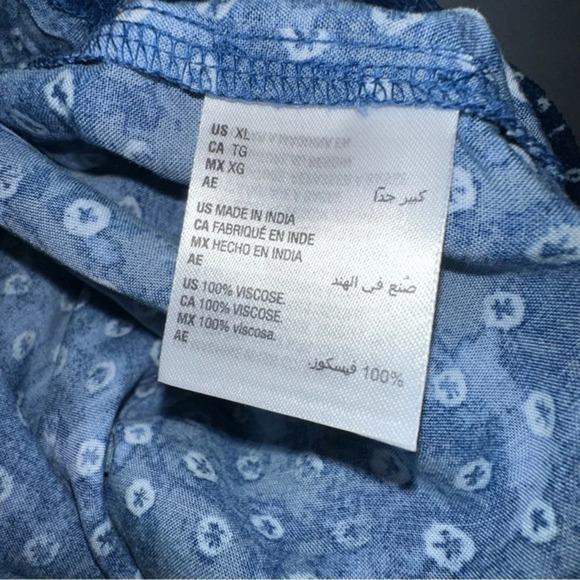 US XL
CA TG
MX XG
AE كبير جدًا
US MADE IN INDIA
CA FABRIQUÉ EN INDE
MX HECHO EN INDIA
AE صُنع في الهند
US 100% VISCOSE.
CA 100% VISCOSE.
MX 100% viscosa.
AE 100% فيسكوز.